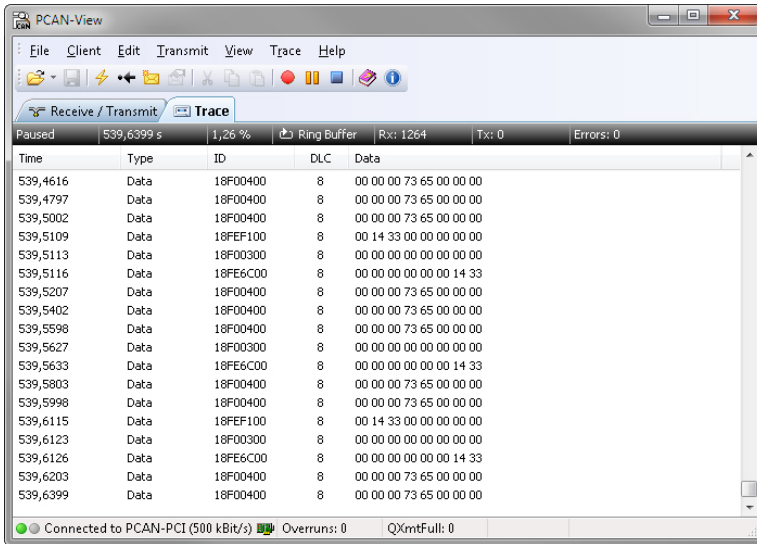 PCAN-View
File Client Edit Transmit View Trace Help
Receive / Transmit Trace
Paused 539,6399 s 1,26 % Ring Buffer Rx: 1264 Tx: 0 Errors: 0
Time Type ID DLC Data
539,4616 Data 18F00400 8 00 00 00 73 65 00 00 00
539,4797 Data 18F00400 8 00 00 00 73 65 00 00 00
539,5002 Data 18F00400 8 00 00 00 73 65 00 00 00
539,5109 Data 18FEF100 8 00 14 33 00 00 00 00 00
539,5113 Data 18F00300 8 00 00 00 00 00 00 00 00
539,5116 Data 18FE6C00 8 00 00 00 00 00 00 14 33
539,5207 Data 18F00400 8 00 00 00 73 65 00 00 00
539,5402 Data 18F00400 8 00 00 00 73 65 00 00 00
539,5598 Data 18F00400 8 00 00 00 73 65 00 00 00
539,5627 Data 18F00300 8 00 00 00 00 00 00 00 00
539,5633 Data 18FE6C00 8 00 00 00 00 00 00 14 33
539,5803 Data 18F00400 8 00 00 00 73 65 00 00 00
539,5998 Data 18F00400 8 00 00 00 73 65 00 00 00
539,6115 Data 18FEF100 8 00 14 33 00 00 00 00 00
539,6123 Data 18F00300 8 00 00 00 00 00 00 00 00
539,6126 Data 18FE6C00 8 00 00 00 00 00 00 14 33
539,6203 Data 18F00400 8 00 00 00 73 65 00 00 00
539,6399 Data 18F00400 8 00 00 00 73 65 00 00 00
Connected to PCAN-PCI (500 kBit/s) Overruns: 0 QXmtFull: 0